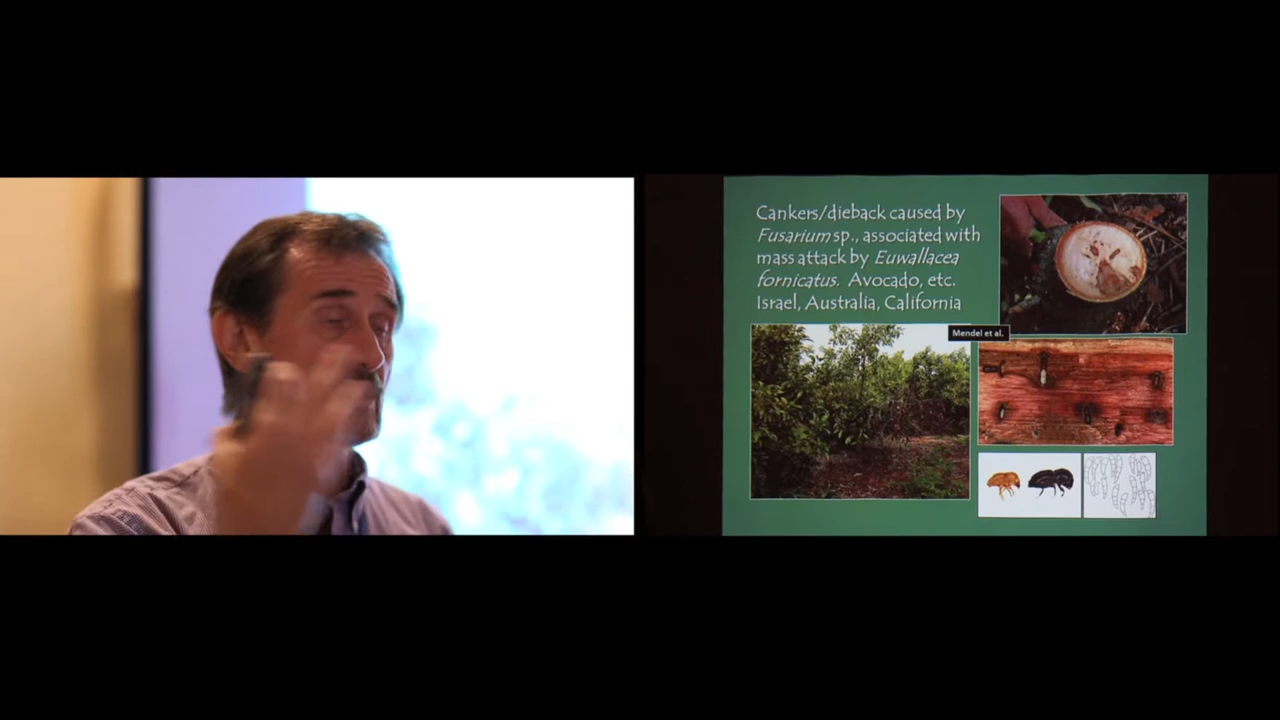 Cankers/dieback caused by
Fusarium sp., associated with
mass attack by Euwallacea
fornicatus. Avocado, etc.
Israel, Australia, California
Mendel et al.